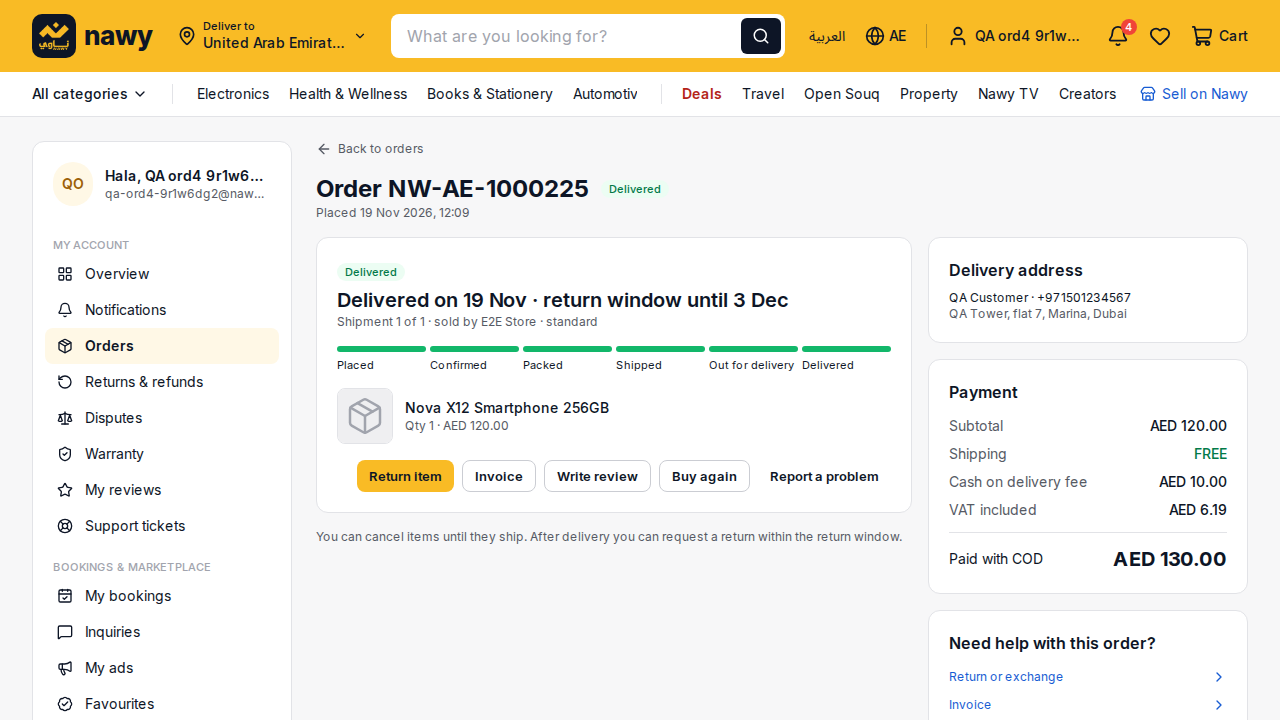 ناوي
nawy
Deliver to
United Arab Emirat...
What are you looking for?
العربية
AE
QA ord4 9r1w...
4
Cart
All categories
Electronics
Health & Wellness
Books & Stationery
Automotiv
Deals
Travel
Open Souq
Property
Nawy TV
Creators
Sell on Nawy
QO
Hala, QA ord4 9r1w6...
qa-ord4-9r1w6dg2@naw...
MY ACCOUNT
Overview
Notifications
Orders
Returns & refunds
Disputes
Warranty
My reviews
Support tickets
BOOKINGS & MARKETPLACE
My bookings
Inquiries
My ads
Favourites
Back to orders
Order NW-AE-1000225
Delivered
Placed 19 Nov 2026, 12:09
Delivered
Delivered on 19 Nov · return window until 3 Dec
Shipment 1 of 1 · sold by E2E Store · standard
Placed
Confirmed
Packed
Shipped
Out for delivery
Delivered
Nova X12 Smartphone 256GB
Qty 1 · AED 120.00
Return item
Invoice
Write review
Buy again
Report a problem
You can cancel items until they ship. After delivery you can request a return within the return window.
Delivery address
QA Customer · +971501234567
QA Tower, flat 7, Marina, Dubai
Payment
Subtotal AED 120.00
Shipping FREE
Cash on delivery fee AED 10.00
VAT included AED 6.19
Paid with COD AED 130.00
Need help with this order?
Return or exchange
Invoice